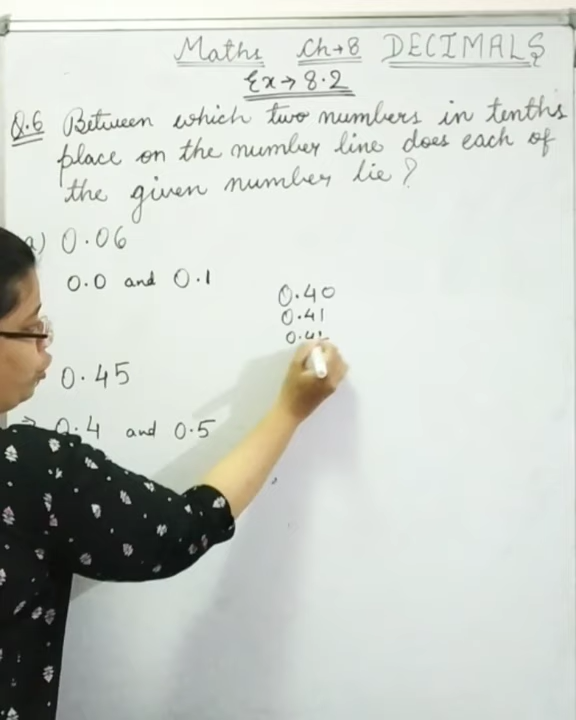 Maths Ch→8 DECIMALS
Ex→8.2
Q.6 Between which two numbers in tenths
place on the number line does each of
the given number lie?
a) 0.06
0.0 and 0.1
0.40
0.41
0.45
0.4 and 0.5